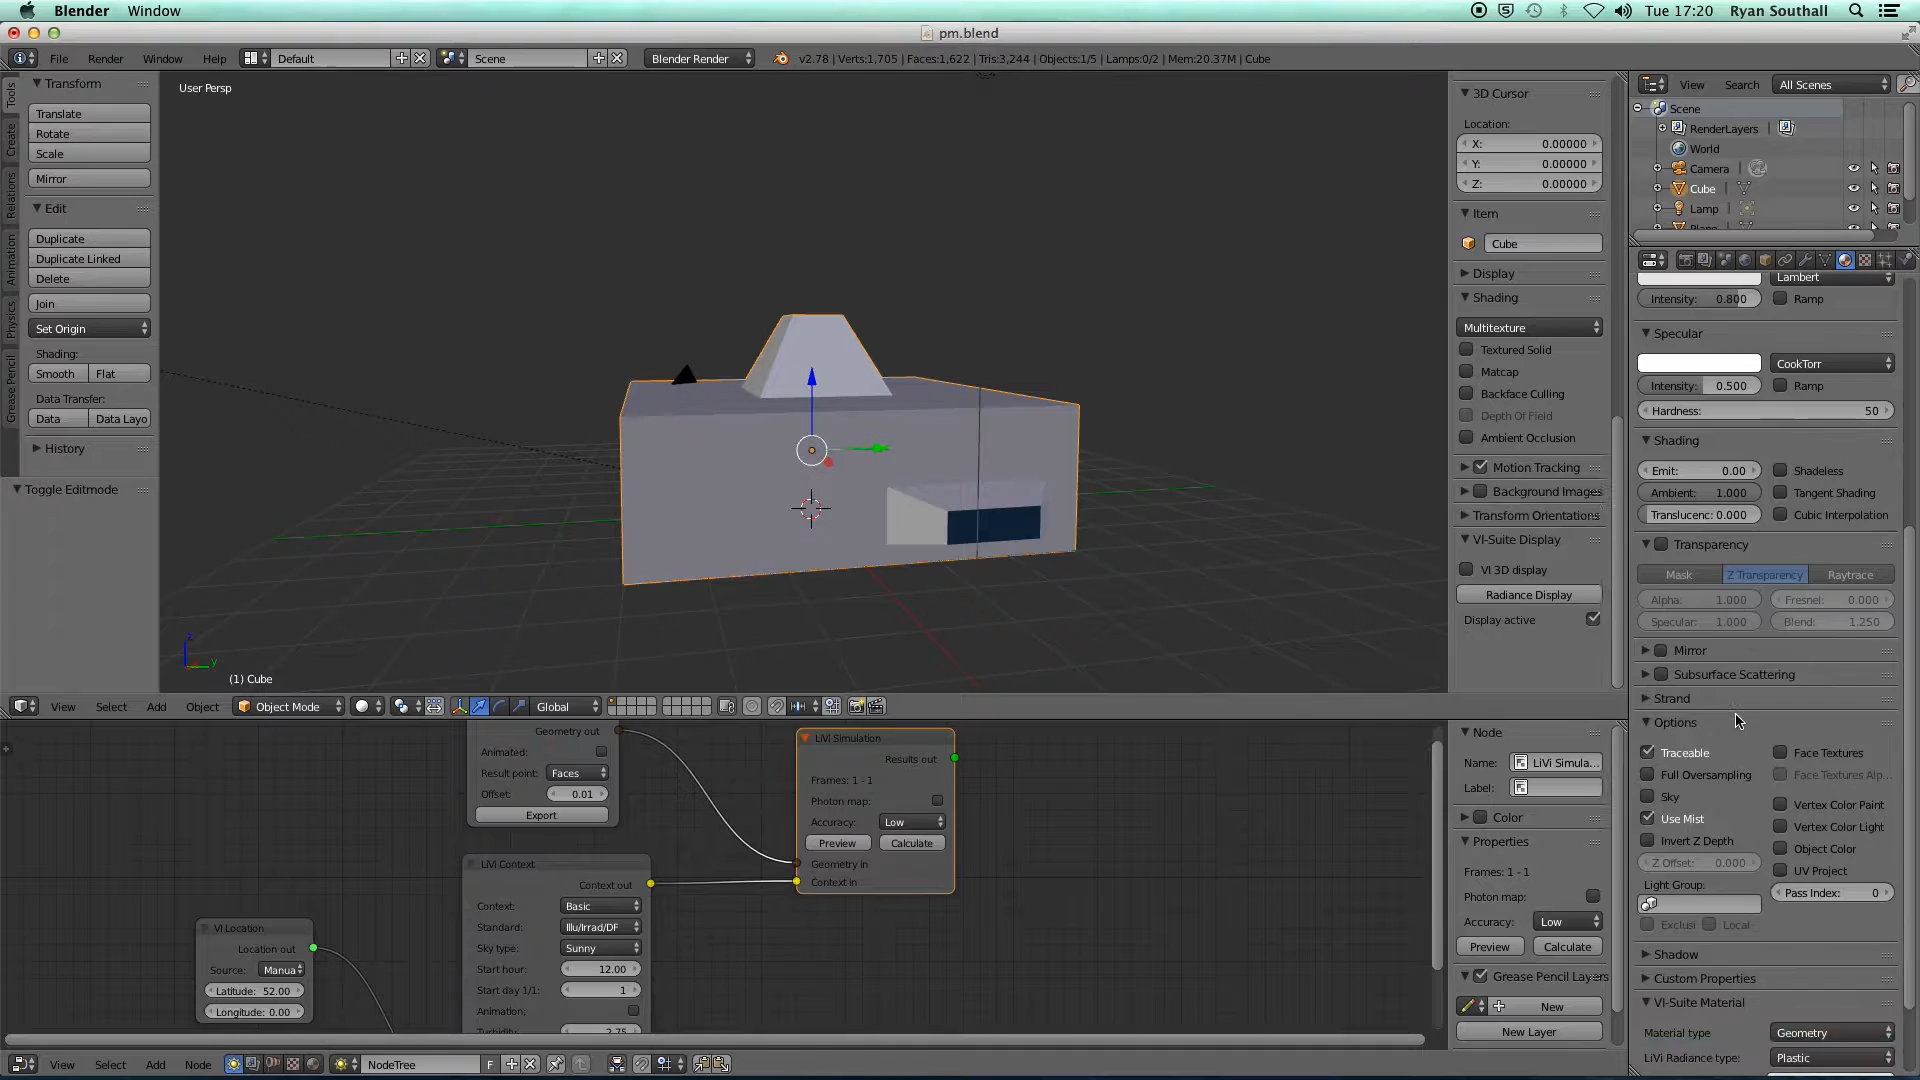 Blender Window
Tue 17:20 Ryan Southall
pm.blend
File Render Window Help Default Scene Blender Render v2.78 | Verts:1,705 | Faces:1,622 | Tris:3,244 | Objects:1/5 | Lamps:0/2 | Mem:20.37M | Cube
Tools
Create
Relations
Animation
Physics
Grease Pencil
Transform
Translate
Rotate
Scale
Mirror
Edit
Duplicate
Duplicate Linked
Delete
Join
Set Origin
Shading:
Smooth Flat
Data Transfer:
Data Data Layo
History
Toggle Editmode
User Persp
z
y
(1) Cube
View Select Add Object Object Mode Global
3D Cursor
Location:
X: 0.00000
Y: 0.00000
Z: 0.00000
Item
Cube
Display
Shading
Multitexture
Textured Solid
Matcap
Backface Culling
Depth Of Field
Ambient Occlusion
Motion Tracking
Background Images
Transform Orientations
VI-Suite Display
VI 3D display
Radiance Display
Display active
View Search All Scenes
Scene
RenderLayers
World
Camera
Cube
Lamp
Lambert
Intensity: 0.800 Ramp
Specular
CookTorr
Intensity: 0.500 Ramp
Hardness: 50
Shading
Emit: 0.00 Shadeless
Ambient: 1.000 Tangent Shading
Translucenc: 0.000 Cubic Interpolation
Transparency
Mask Z Transparency Raytrace
Alpha: 1.000 Fresnel: 0.000
Specular: 1.000 Blend: 1.250
Mirror
Subsurface Scattering
Strand
Options
Traceable Face Textures
Full Oversampling Face Textures Alp...
Sky Vertex Color Paint
Use Mist Vertex Color Light
Invert Z Depth Object Color
Z Offset: 0.000 UV Project
Light Group: Pass Index: 0
Exclusi Local
Shadow
Custom Properties
VI-Suite Material
Material type Geometry
LiVi Radiance type: Plastic
Geometry out
Animated:
Result point: Faces
Offset: 0.01
Export
LiVi Context
Context out
Context: Basic
Standard: Illu/Irrad/DF
Sky type: Sunny
Start hour: 12.00
Start day 1/1: 1
Animation;
Turbidity 2.75
VI Location
Location out
Source: Manua
Latitude: 52.00
Longitude: 0.00
LiVi Simulation
Results out
Frames: 1 - 1
Photon map:
Accuracy: Low
Preview Calculate
Geometry in
Context in
Node
Name: LiVi Simula...
Label:
Color
Properties
Frames: 1 - 1
Photon map:
Accuracy: Low
Preview Calculate
Grease Pencil Layers
New
New Layer
View Select Add Node NodeTree F